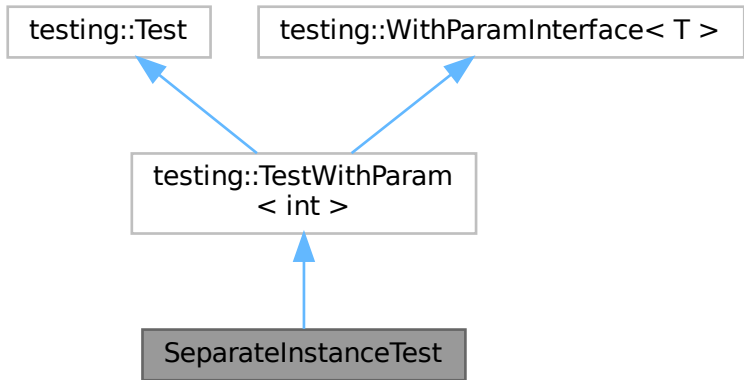 testing::Test
testing::WithParamInterface< T >
testing::TestWithParam
< int >
SeparateInstanceTest